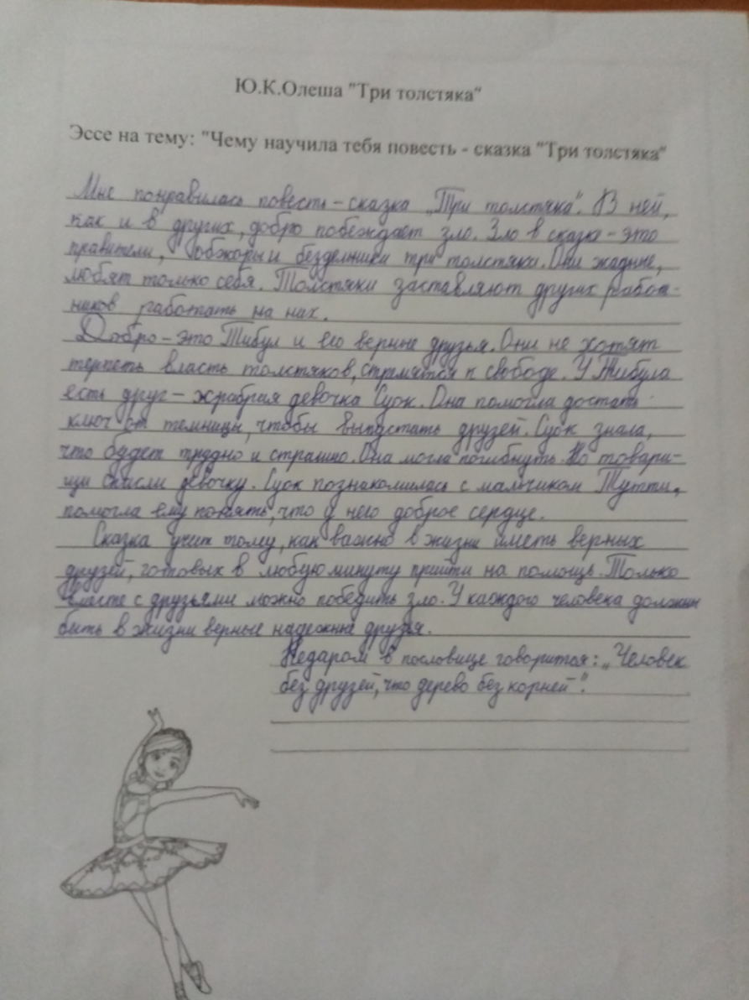 Ю.К.Олеша "Три толстяка"
Эссе на тему: "Чему научила тебя повесть - сказка "Три толстяка"
Мне понравилась повесть – сказка „Три толстяка". В ней,
как и в других, добро побеждает зло. Зло в сказке – это
правители, обжоры и бездельники три толстяка. Они жадные,
любят только себя. Толстяки заставляют других работ-
ников работать на них.
Добро – это Тибул и его верные друзья. Они не хотят
терпеть власть толстяков, стремятся к свободе. У Тибула
есть друг – храбрая девочка Суок. Она помогла достать
ключ от темницы, чтобы выпустать друзей. Суок знала,
что будет трудно и страшно. Она могла погибнуть. Но товари-
щи спасли девочку. Суок познакомилась с мальчиком Тутти,
помогла ему понять, что у него доброе сердце.
Сказка учит тому, как важно в жизни иметь верных
друзей, готовых в любую минуту прийти на помощь. Только
вместе с друзьями можно победить зло. У каждого человека должны
быть в жизни верные надежные друзья.
Недаром в пословице говорится: „Человек
без друзей, что дерево без корней".